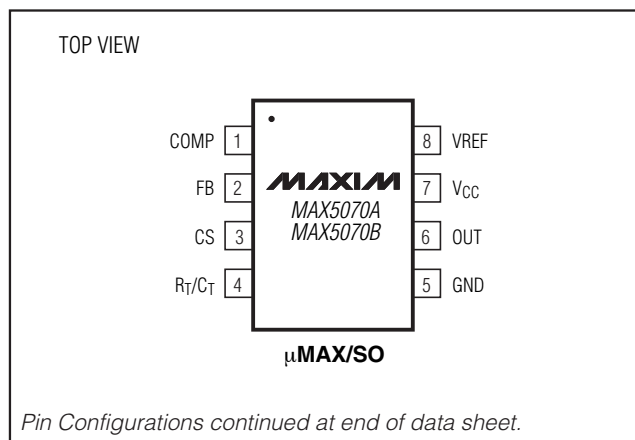 TOP VIEW
COMP 1 8 VREF
FB 2 MAXIM 7 VCC
MAX5070A
CS 3 MAX5070B 6 OUT
RT/CT 4 5 GND
µMAX/SO
Pin Configurations continued at end of data sheet.